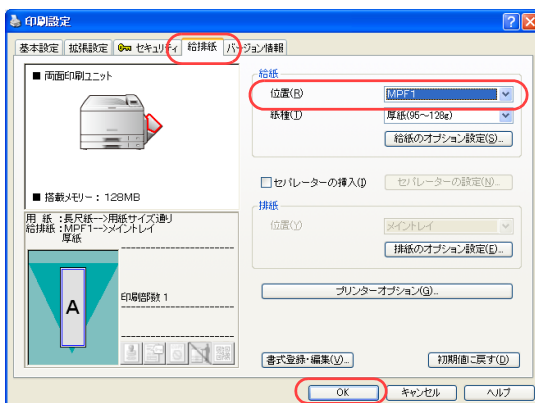 印刷設定
基本設定 拡張設定 セキュリティ 給排紙 バージョン情報
■ 両面印刷ユニット
■ 搭載メモリー：128MB
用 紙 ：長尺紙-->用紙サイズ通り
給排紙：MPF1-->メイントレイ
厚紙
A
印刷部数 1
給紙
位置(R) MPF1
紙種(T) 厚紙(95～128g)
給紙のオプション設定(S)...
セパレーターの挿入(I) セパレーターの設定(N)...
排紙
位置(Y) メイントレイ
排紙のオプション設定(E)...
プリンターオプション(G)...
書式登録・編集(V)... 初期値に戻す(D)
OK キャンセル ヘルプ